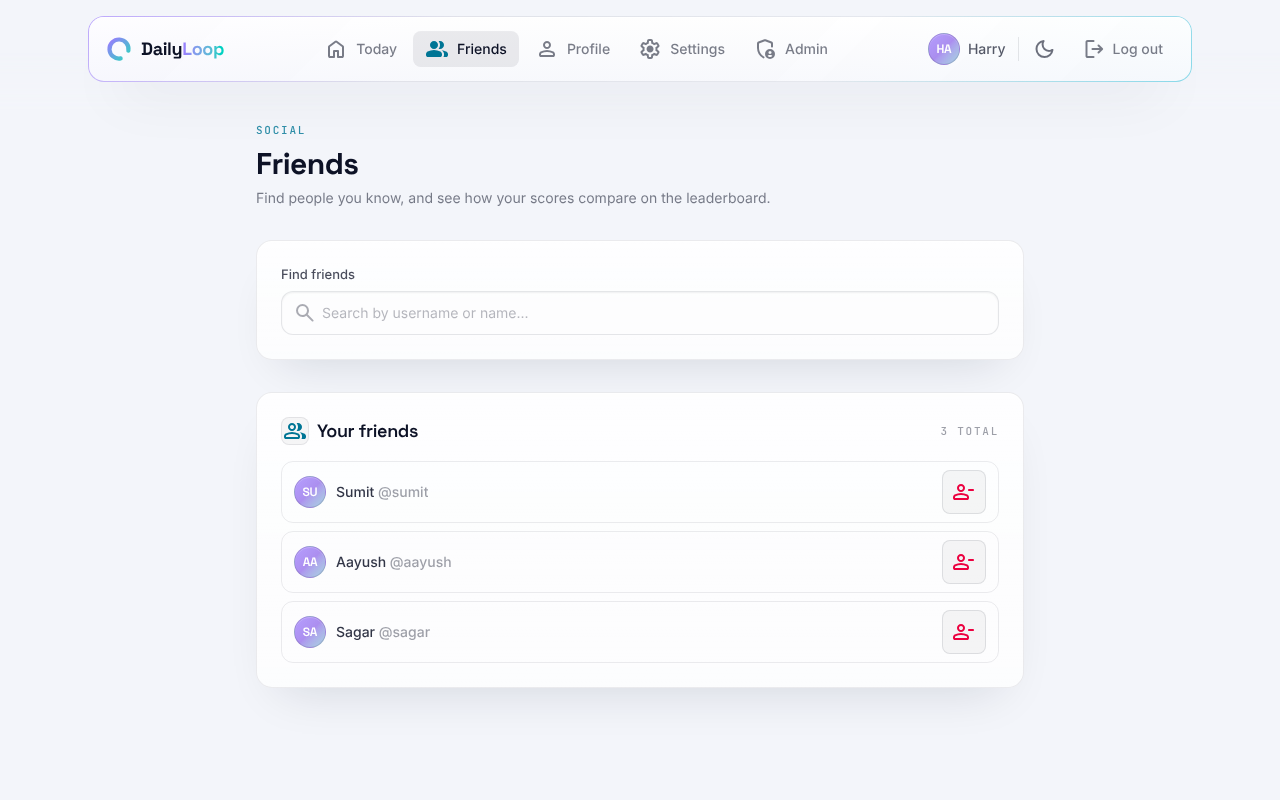 DailyLoop
Today
Friends
Profile
Settings
Admin
HA
Harry
Log out
SOCIAL
Friends
Find people you know, and see how your scores compare on the leaderboard.
Find friends
Search by username or name...
Your friends
3 TOTAL
SU
Sumit @sumit
AA
Aayush @aayush
SA
Sagar @sagar